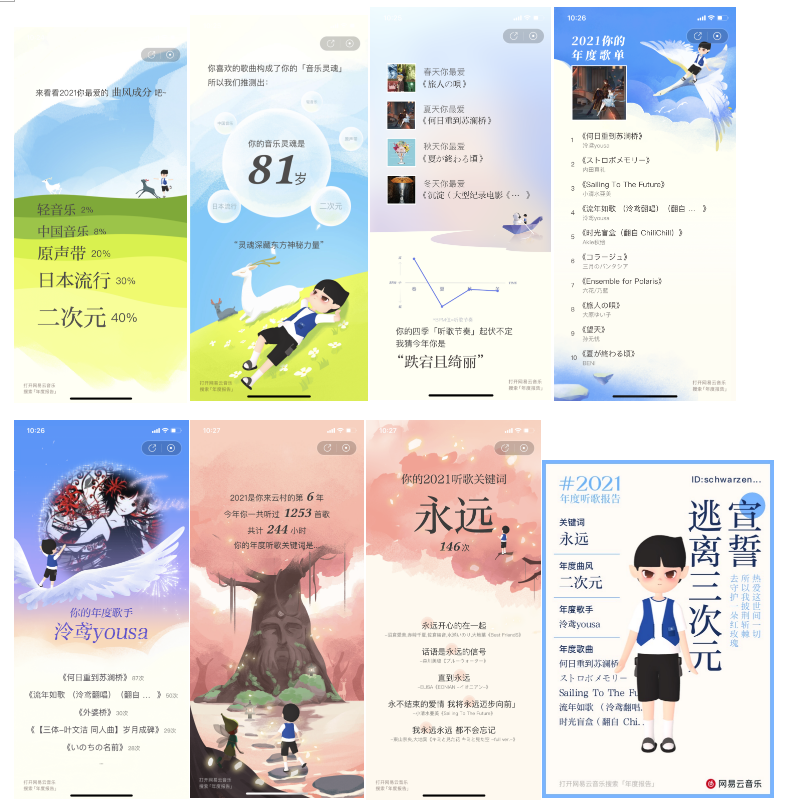 来看看2021你最爱的 曲风成分 吧~
轻音乐 2%
中国音乐 8%
原声带 20%
日本流行 30%
二次元 40%
打开网易云音乐
搜索「年度报告」
你喜欢的歌曲构成了你的「音乐灵魂」
所以我们推测出：
你的音乐灵魂是
81岁
日本流行
二次元
“灵魂深藏东方神秘力量”
打开网易云音乐
搜索「年度报告」
春天你最爱
《旅人の唄》
夏天你最爱
《何日重到苏澜桥》
秋天你最爱
《夏が終わる頃》
冬天你最爱
《沉淀（大型纪录电影《… 》
你的四季「听歌节奏」起伏不定
我猜今年你是
“跌宕且绮丽”
打开网易云音乐
搜索「年度报告」
10:26
2021你的
年度歌单
1 《何日重到苏澜桥》
泠鸢yousa
2 《ストロボメモリー》
内田真礼
3 《Sailing To The Future》
小清水亜美
4 《流年如歌 （泠鸢翻唱）（翻自 … 》
泠鸢yousa
5 《时光盲盒（翻自 ChiliChill）》
Akie秋绘
6 《コラージュ》
三月のパンタシア
7 《Ensemble for Polaris》
8 《旅人の唄》
大原ゆい子
9 《望天》
孙无忧
10 《夏が終わる頃》
BENI
打开网易云音乐
搜索「年度报告」
10:26
你的年度歌手
泠鸢yousa
《何日重到苏澜桥》 87次
《流年如歌 （泠鸢翻唱）（翻自 … 》 50次
《外婆桥》 30次
《【三体-叶文洁 同人曲】岁月成碑》 29次
《いのちの名前》 28次
打开网易云音乐
搜索「年度报告」
10:27
2021是你来云村的第 6 年
今年你一共听过 1253 首歌
共计 244 小时
你的年度听歌关键词是...
打开网易云音乐
搜索「年度报告」
10:27
你的2021听歌关键词
永远
146次
永远开心的在一起
话语是永远的信号
直到永远
永不结束的爱情 我将永远迈步向前」
我永远永远 都不会忘记
打开网易云音乐
搜索「年度报告」
#2021
年度听歌报告
ID:schwarzen...
关键词
永远
年度曲风
二次元
年度歌手
泠鸢yousa
年度歌曲
何日重到苏澜桥
ストロボメモリー
Sailing To The Fu
流年如歌 （泠鸢翻唱.
时光盲盒（翻自 Chi..
宣誓
逃离三次元
热爱这世间一切
所以我披荆斩棘
去守护一朵红玫瑰
打开网易云音乐搜索「年度报告」
网易云音乐